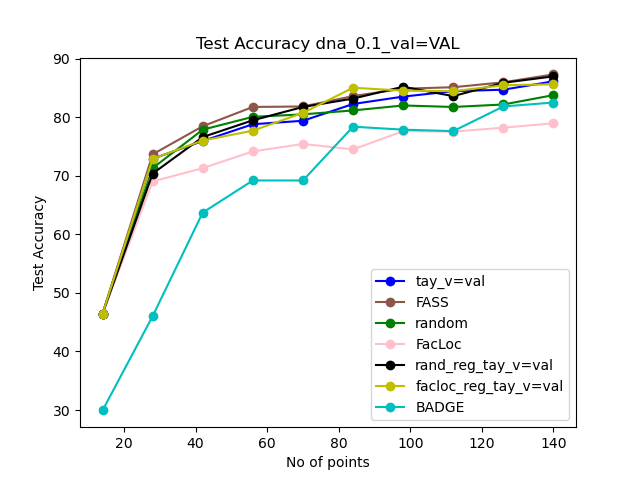 Test Accuracy dna_0.1_val=VAL
90
80
70
60
50
40
30
Test Accuracy
20
40
60
80
100
120
140
No of points
tay_v=val
FASS
random
FacLoc
rand_reg_tay_v=val
facloc_reg_tay_v=val
BADGE